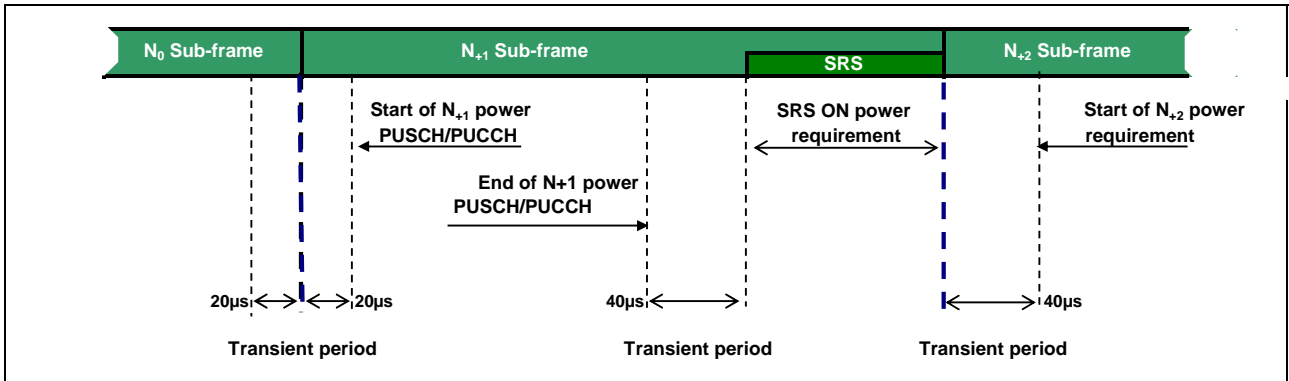 N₀ Sub-frame
N₊₁ Sub-frame
SRS
N₊₂ Sub-frame
Start of N₊₁ power
PUSCH/PUCCH
SRS ON power
requirement
Start of N₊₂ power
requirement
End of N+1 power
PUSCH/PUCCH
20µs
20µs
40µs
40µs
Transient period
Transient period
Transient period